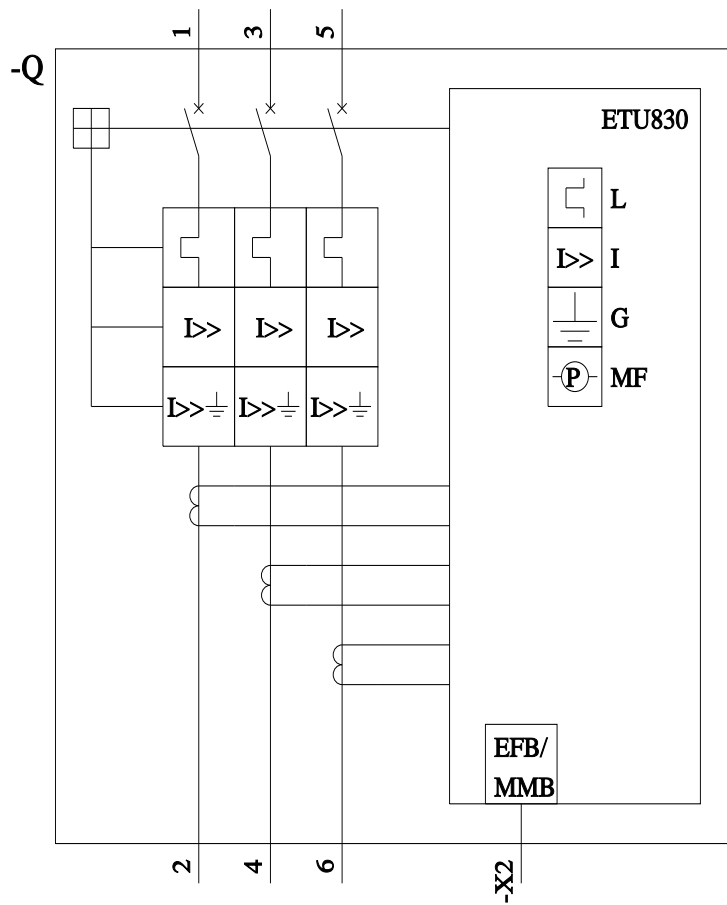 1 3 5
-Q
ETU830
L
I>> I
G
I>> I>> I>>
P MF
I>> I>> I>>
EFB/
MMB
2 4 6 -X2